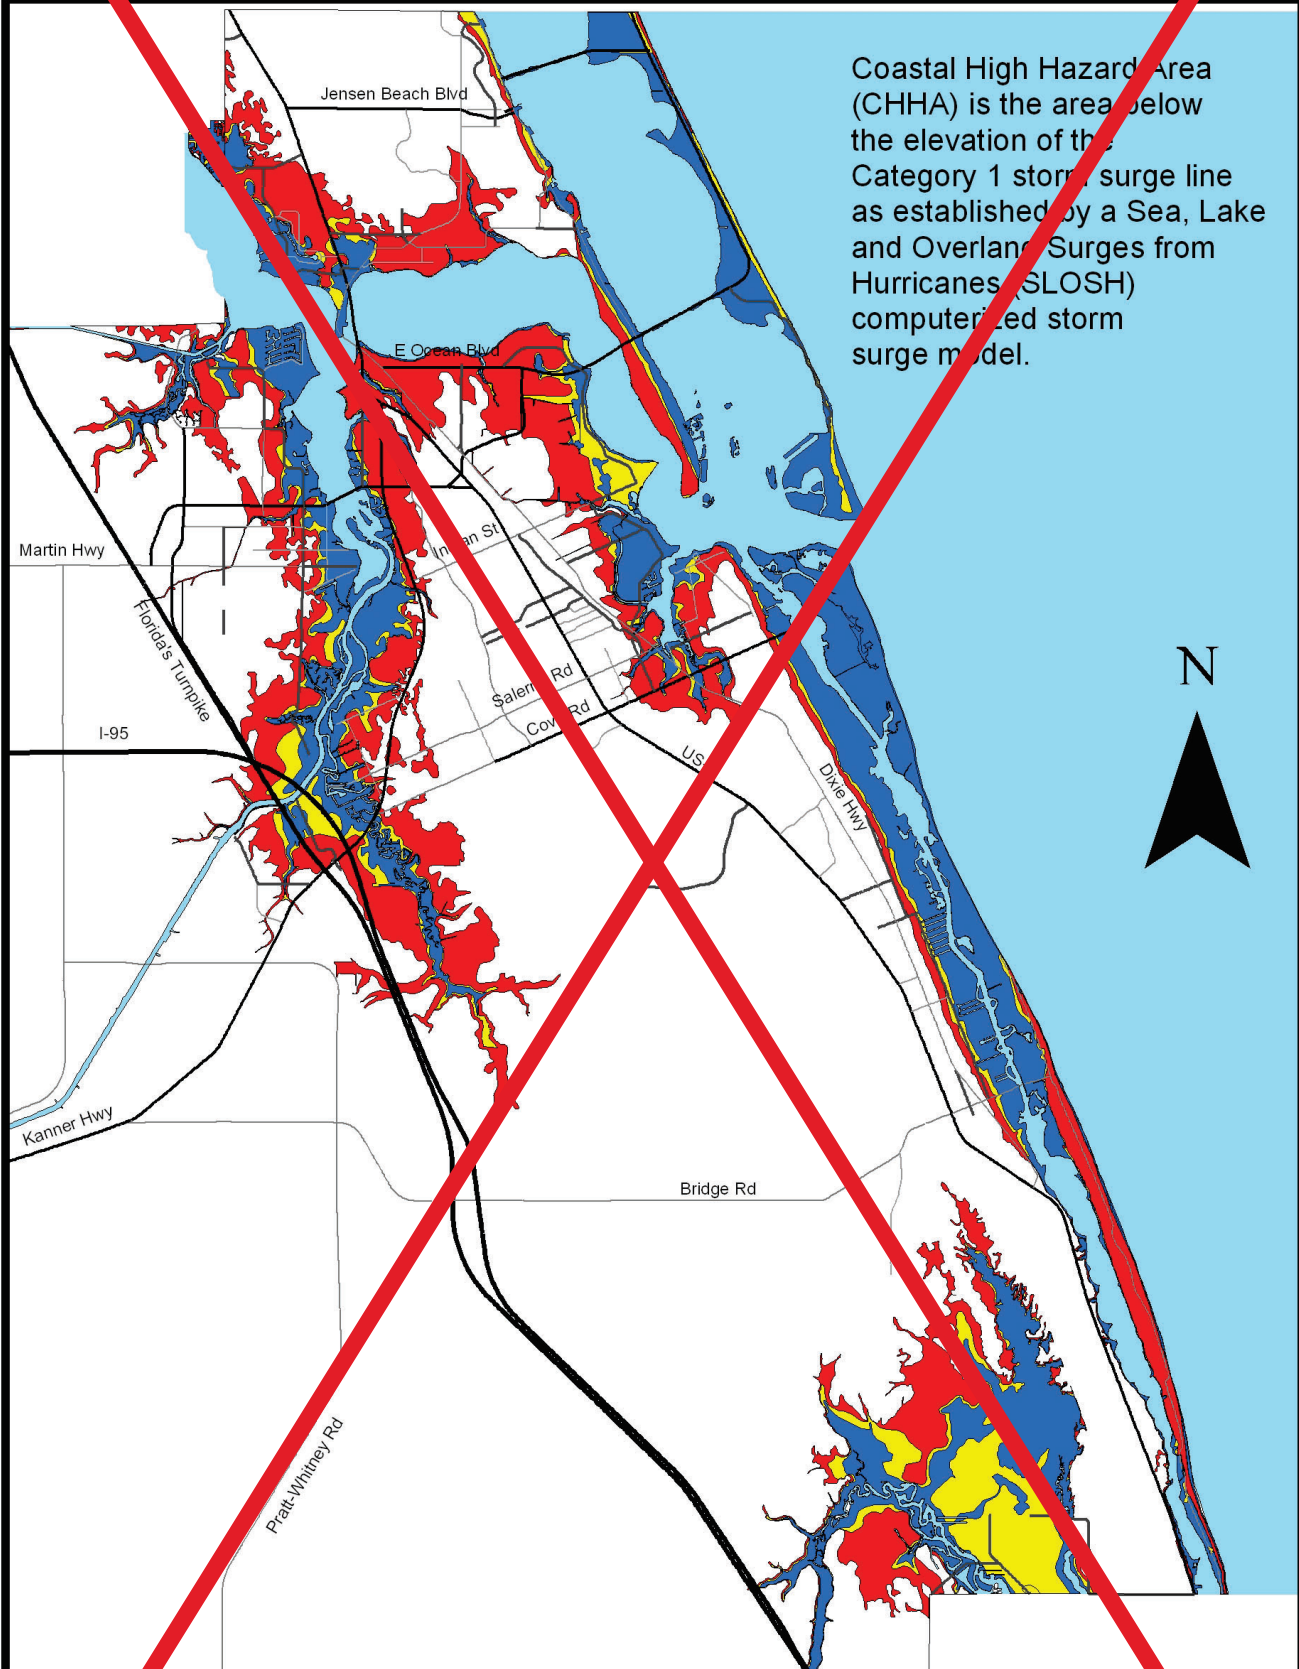 Coastal High Hazard Area
(CHHA) is the area below
the elevation of the
Category 1 storm surge line
as established by a Sea, Lake
and Overland Surges from
Hurricanes (SLOSH)
computerized storm
surge model.
Jensen Beach Blvd
E Ocean Blvd
Martin Hwy
Indian St
Florida's Turnpike
Salerno Rd
Cove Rd
I-95
US
Dixie Hwy
N
Kanner Hwy
Bridge Rd
Pratt-Whitney Rd